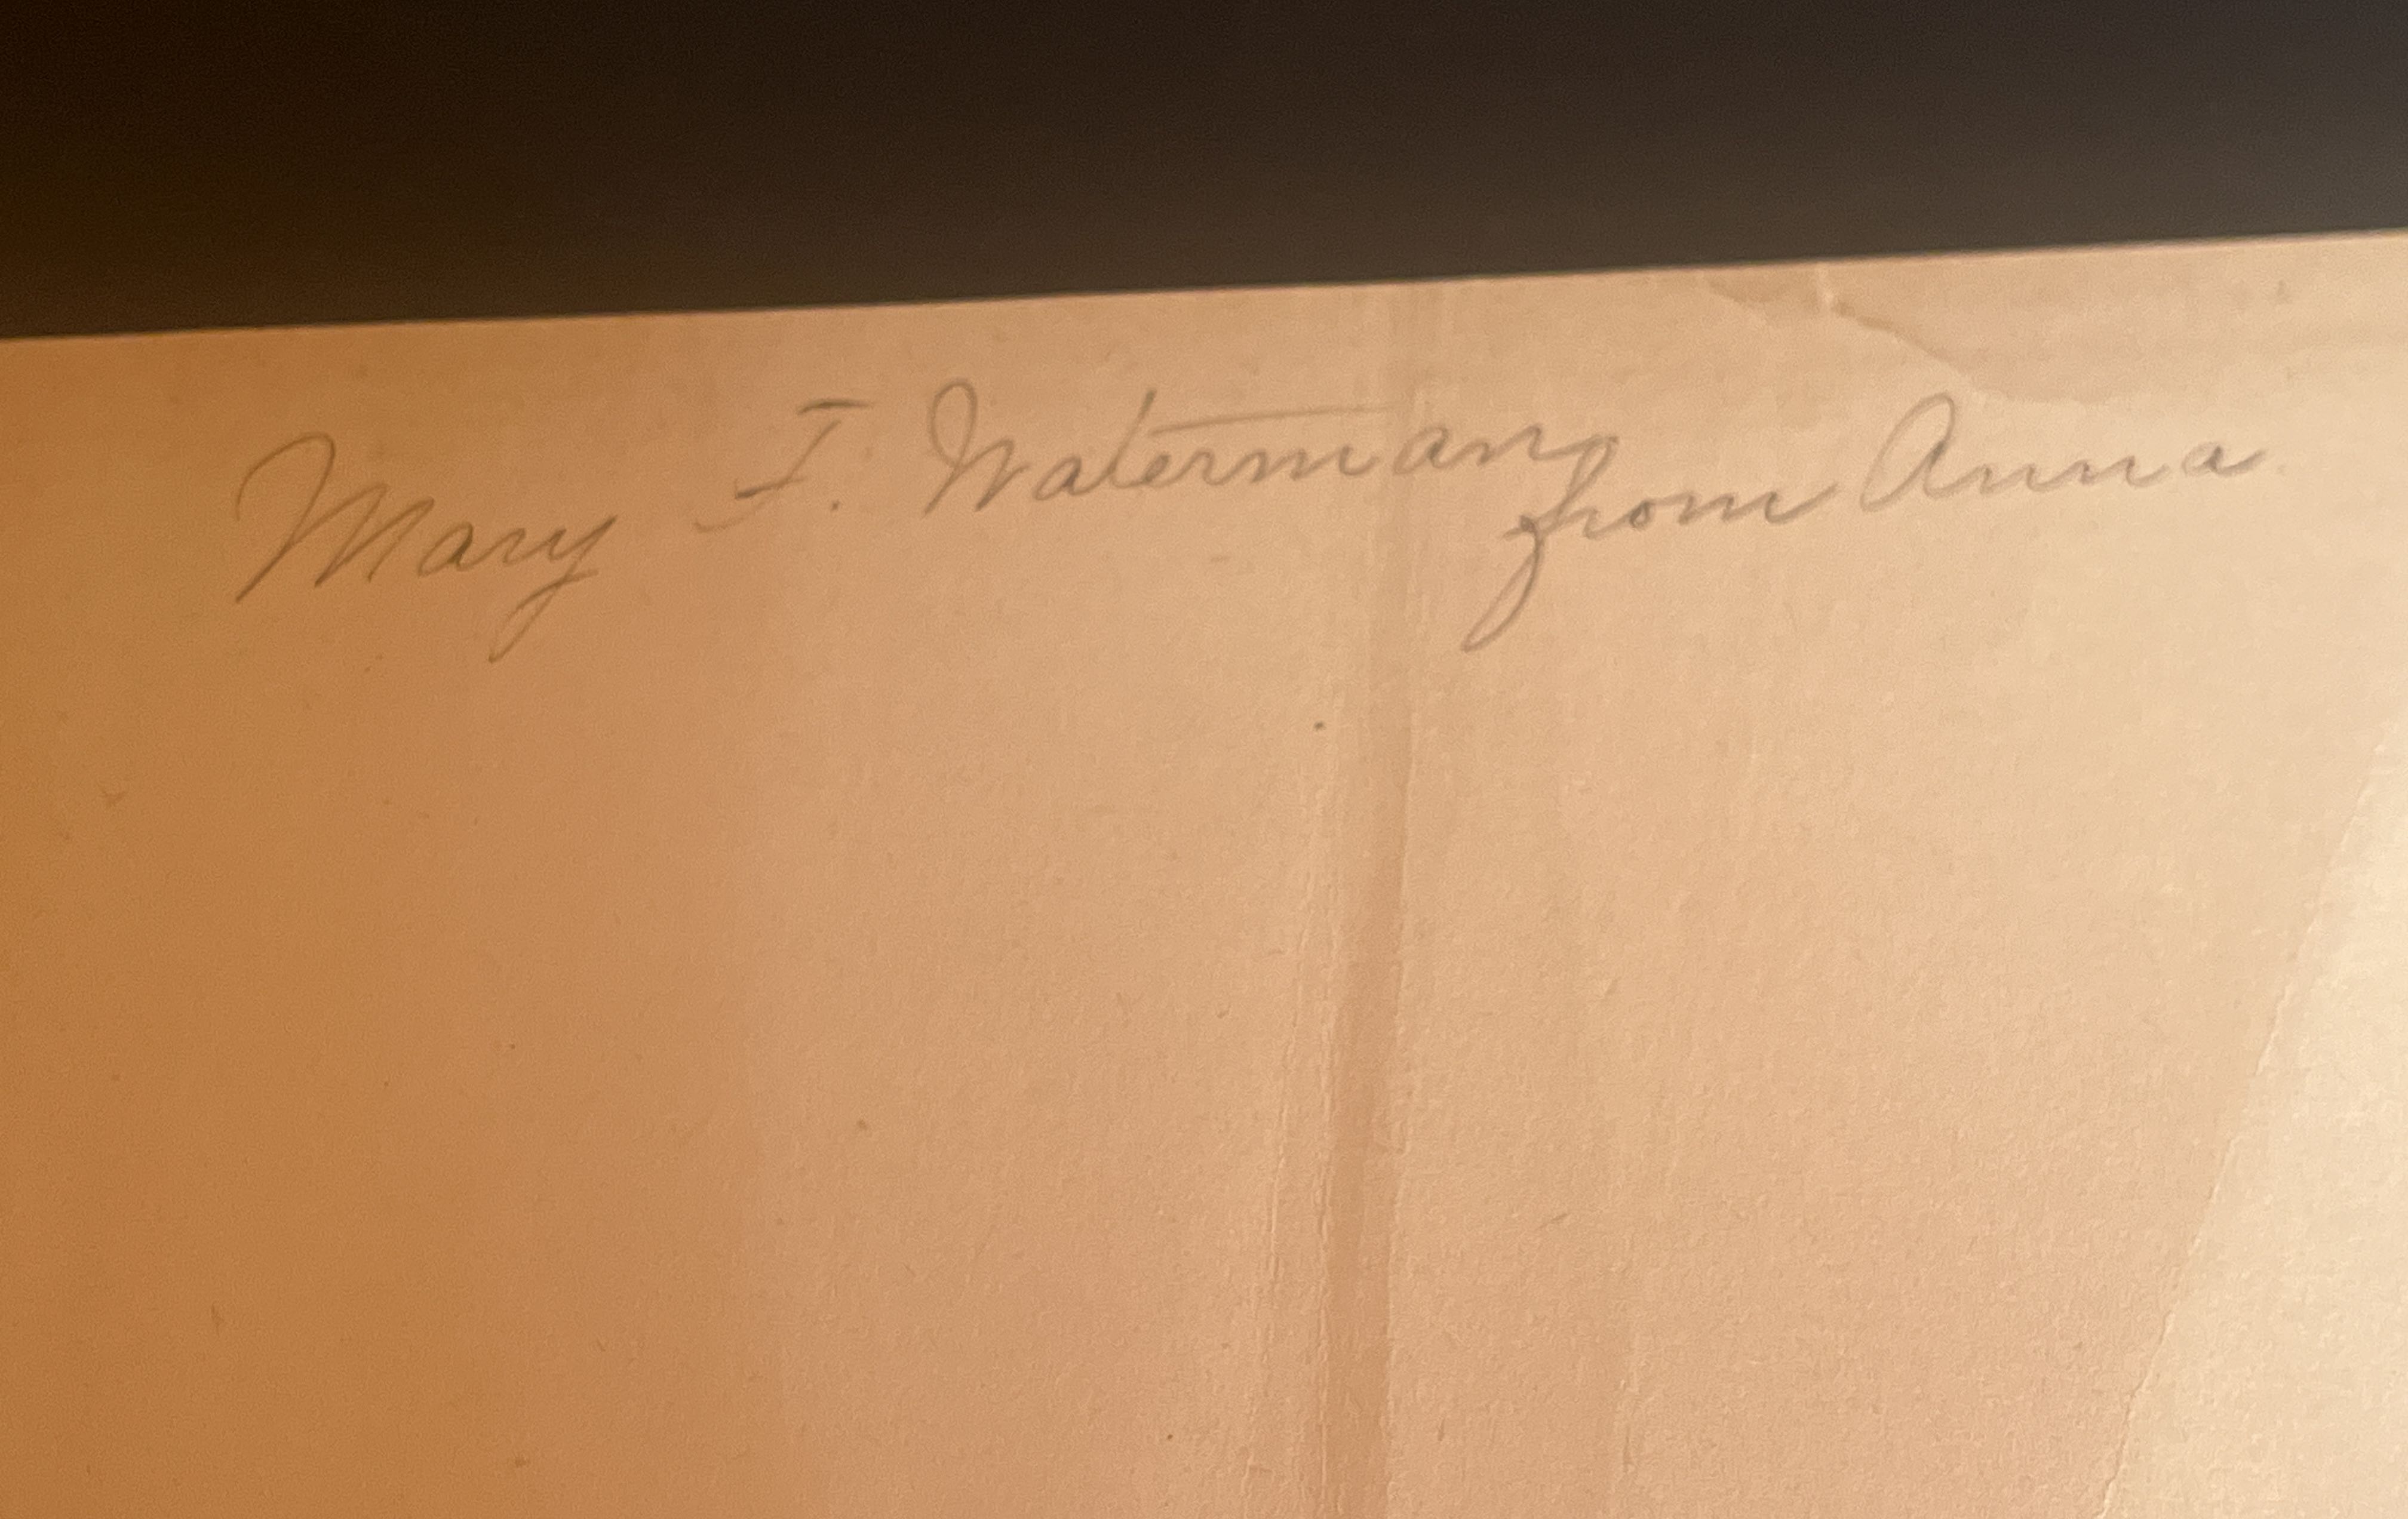 Mary F. Waterman
from Anna